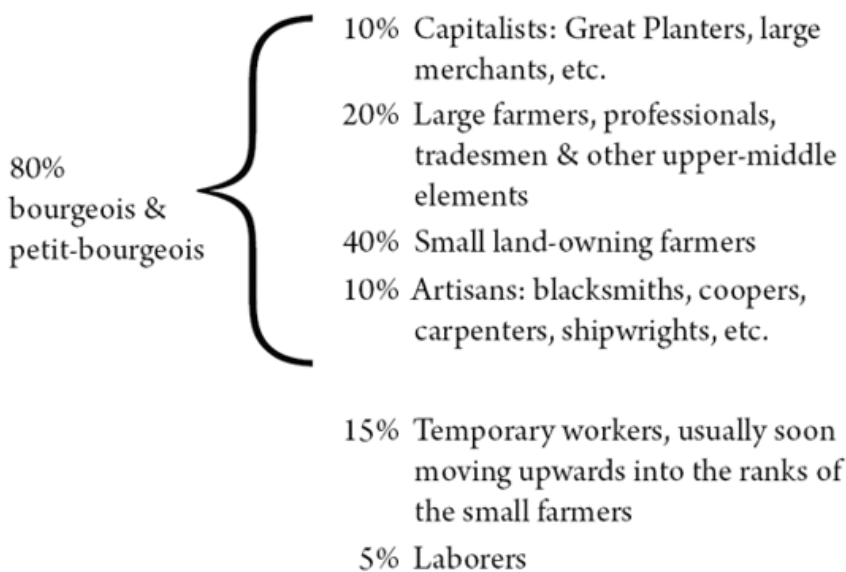 10% Capitalists: Great Planters, large
merchants, etc.
20% Large farmers, professionals,
tradesmen & other upper-middle
elements
80%
bourgeois &
petit-bourgeois
40% Small land-owning farmers
10% Artisans: blacksmiths, coopers,
carpenters, shipwrights, etc.
15% Temporary workers, usually soon
moving upwards into the ranks of
the small farmers
5% Laborers